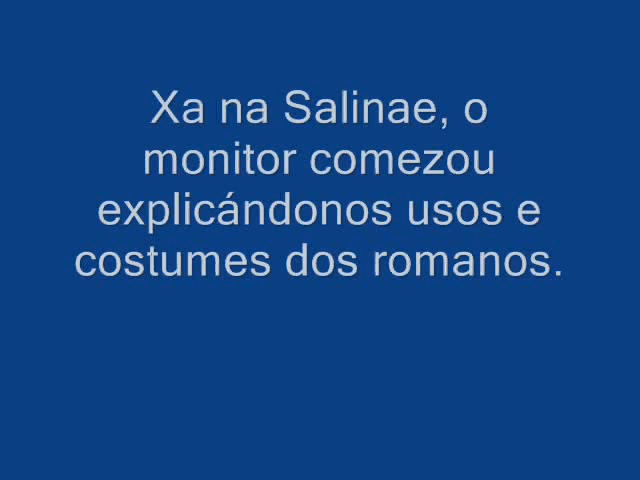 Xa na Salinae, o
monitor comezou
explicándonos usos e
costumes dos romanos.